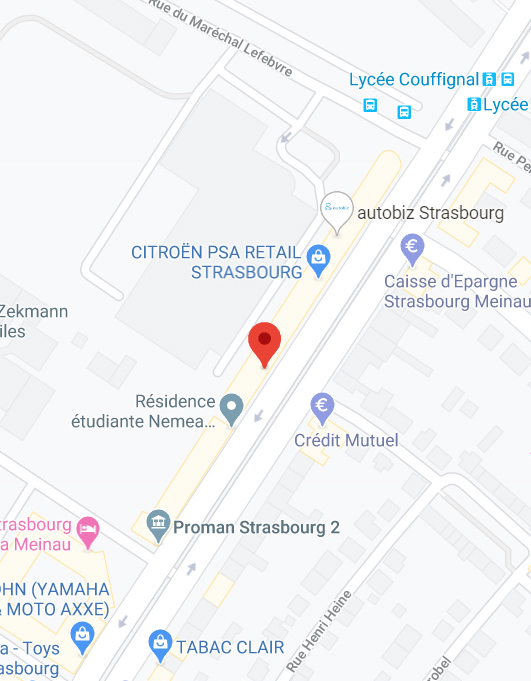 Rue du Maréchal Lefebvre
Lycée Couffignal
Lycée
Rue Pe
autobiz Strasbourg
CITROËN PSA RETAIL
STRASBOURG
Caisse d'Epargne
Strasbourg Meinau
Zekmann
iles
Résidence
étudiante Nemea...
Crédit Mutuel
trasbourg
a Meinau
Proman Strasbourg 2
OHN (YAMAHA
& MOTO AXXE)
a - Toys
asbourg
TABAC CLAIR
Rue Henri Heine
robel